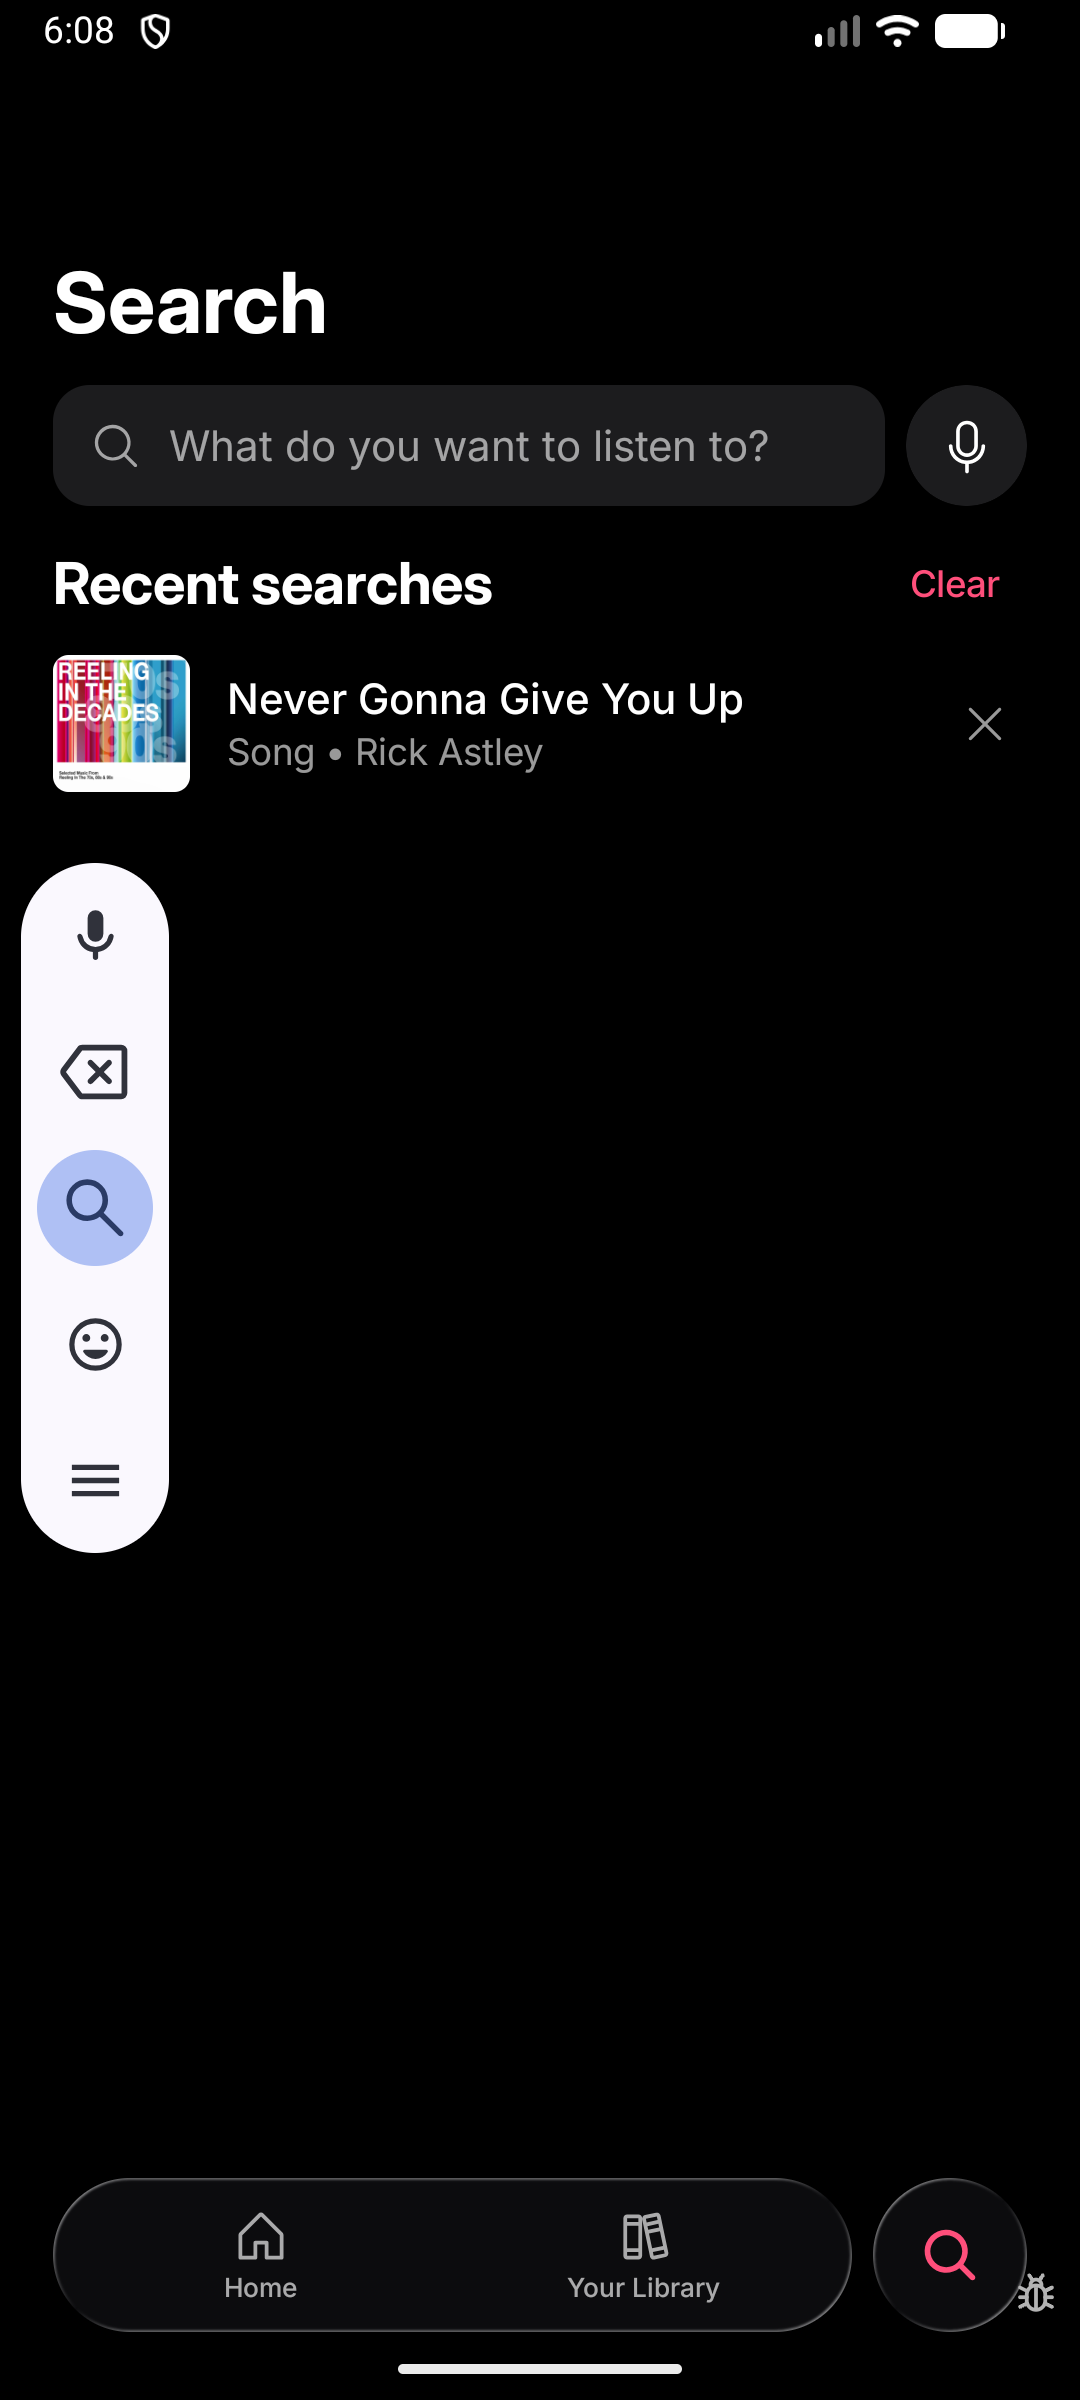 6:08
Search
What do you want to listen to?
Recent searches
Clear
REELING
IN THE
DECADES
Never Gonna Give You Up
Song • Rick Astley
Home
Your Library